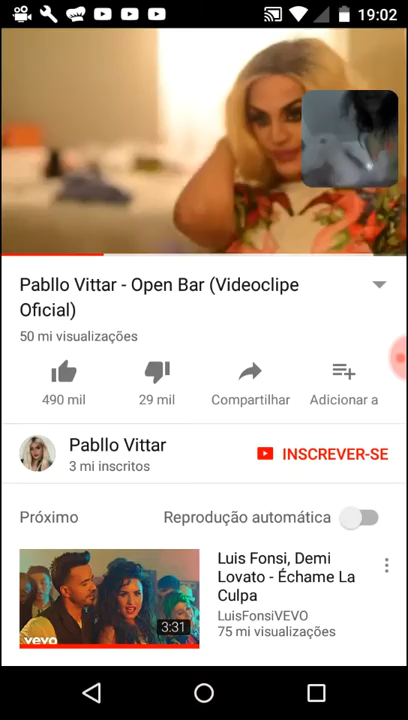 19:02
Pabllo Vittar - Open Bar (Videoclipe
Oficial)
50 mi visualizações
490 mil
29 mil
Compartilhar
Adicionar a
Pabllo Vittar
3 mi inscritos
INSCREVER-SE
Próximo
Reprodução automática
Luis Fonsi, Demi
Lovato - Échame La
Culpa
LuisFonsiVEVO
75 mi visualizações
vevo
3:31